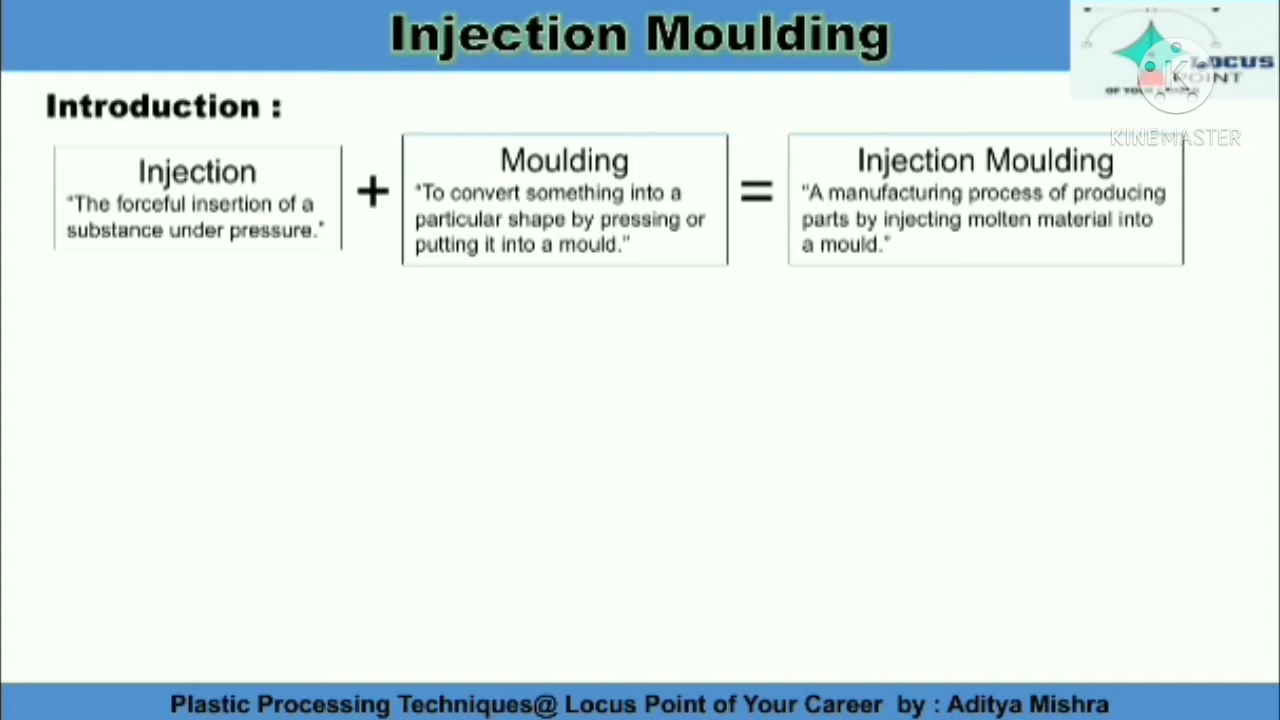 Injection Moulding
LOCUS
POINT
KINEMASTER
Introduction :
Injection
"The forceful insertion of a
substance under pressure."
+
Moulding
"To convert something into a
particular shape by pressing or
putting it into a mould."
=
Injection Moulding
"A manufacturing process of producing
parts by injecting molten material into
a mould."
Plastic Processing Techniques@ Locus Point of Your Career by : Aditya Mishra